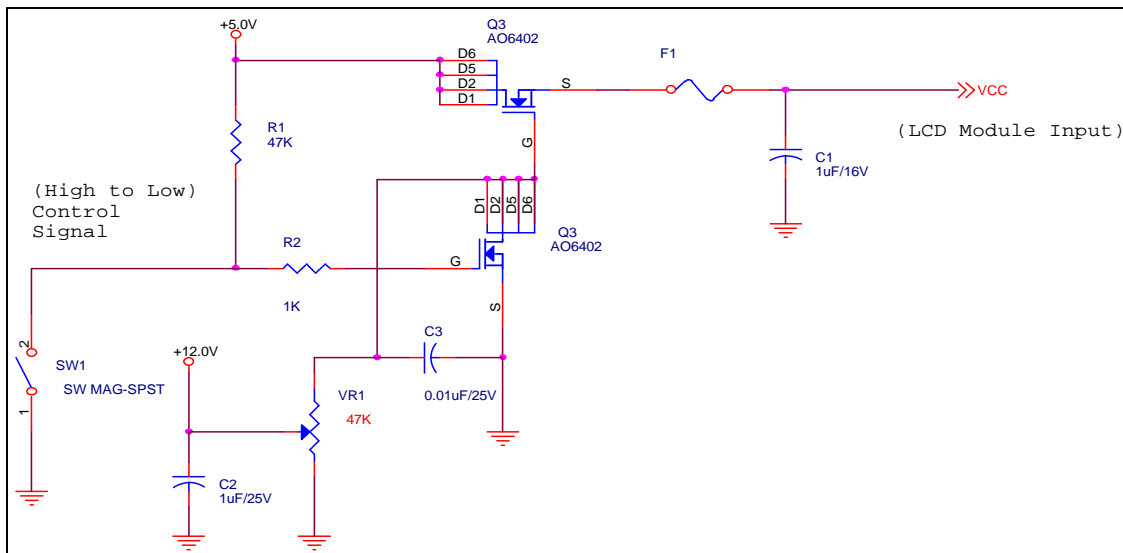 +5.0V
Q3
AO6402
D6
D5
D2
D1
S
G
F1
VCC
(LCD Module Input)
R1
47K
C1
1uF/16V
(High to Low)
Control
Signal
D1
D2
D5
D6
Q3
AO6402
R2
1K
G
S
2
SW1
SW MAG-SPST
1
+12.0V
C3
0.01uF/25V
VR1
47K
C2
1uF/25V